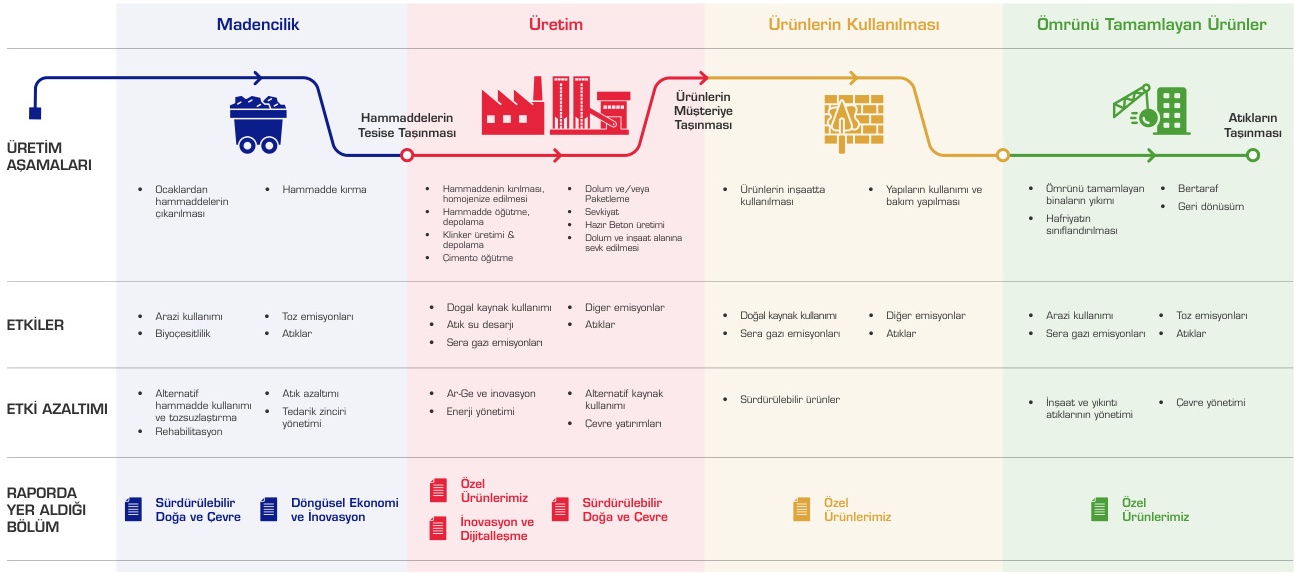 Madencilik
Üretim
Ürünlerin Kullanılması
Ömrünü Tamamlayan Ürünler
ÜRETİM
AŞAMALARI
Hammaddelerin
Tesise Taşınması
Ürünlerin
Müşteriye
Taşınması
Atıkların
Taşınması
• Ocaklardan
hammaddelerin
çıkarılması
• Hammadde kırma
• Hammaddenin kırılması,
homojenize edilmesi
• Hammadde öğütme,
depolama
• Klinker üretimi &
depolama
• Çimento öğütme
• Dolum ve/veya
Paketleme
• Sevkiyat
• Hazır Beton üretimi
• Dolum ve inşaat alanına
sevk edilmesi
• Ürünlerin inşaatta
kullanılması
• Yapıların kullanımı ve
bakım yapılması
• Ömrünü tamamlayan
binaların yıkımı
• Hafriyatın
sınıflandırılması
• Bertaraf
• Geri dönüsüm
ETKİLER
• Arazi kullanımı
• Biyoçesitlilik
• Toz emisyonları
• Atıklar
• Dogal kaynak kullanımı
• Atık su desarjı
• Sera gazı emisyonları
• Diger emisyonlar
• Atıklar
• Doğal kaynak kullanımı
• Sera gazı emisyonları
• Diğer emisyonlar
• Atıklar
• Arazi kullanımı
• Sera gazı emisyonları
• Toz emisyonları
• Atıklar
ETKİ AZALTIMI
• Alternatif
hammadde kullanımı
ve tozsuzlaştırma
• Rehabilitasyon
• Atık azaltımı
• Tedarik zinciri
yönetimi
• Ar-Ge ve inovasyon
• Enerji yönetimi
• Alternatif kaynak
kullanımı
• Çevre yatırımları
• Sürdürülebilir ürünler
• İnşaat ve yıkıntı
atıklarının yönetimi
• Çevre yönetimi
RAPORDA
YER ALDIĞI
BÖLÜM
Sürdürülebilir
Doğa ve Çevre
Döngüsel Ekonomi
ve İnovasyon
Özel
Ürünlerimiz
İnovasyon ve
Dijitalleşme
Sürdürülebilir
Doğa ve Çevre
Özel
Ürünlerimiz
Özel
Ürünlerimiz